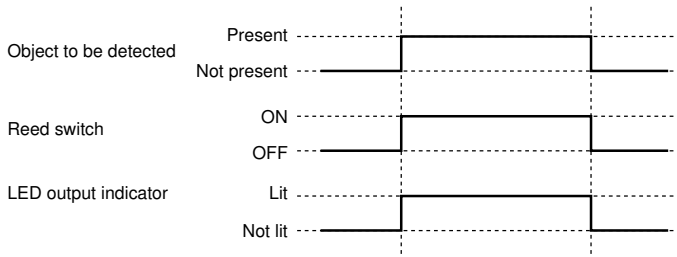 Object to be detected
Present
Not present
Reed switch
ON
OFF
LED output indicator
Lit
Not lit